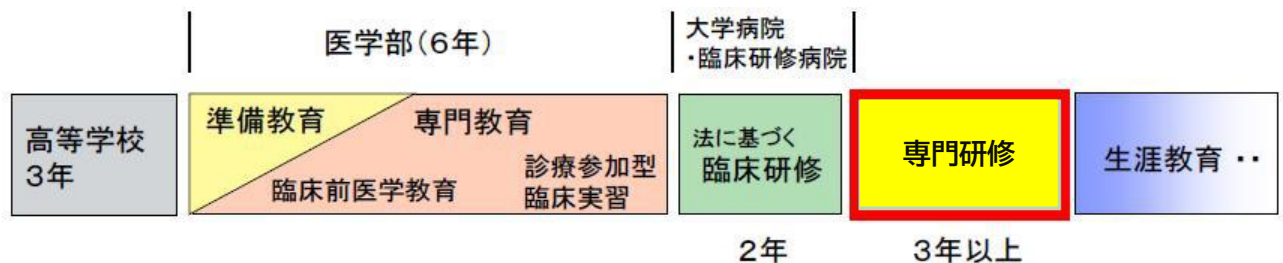 医学部(6年)
大学病院
・臨床研修病院
高等学校
3年
準備教育
専門教育
臨床前医学教育
診療参加型
臨床実習
法に基づく
臨床研修
専門研修
生涯教育 ・・
2年
3年以上